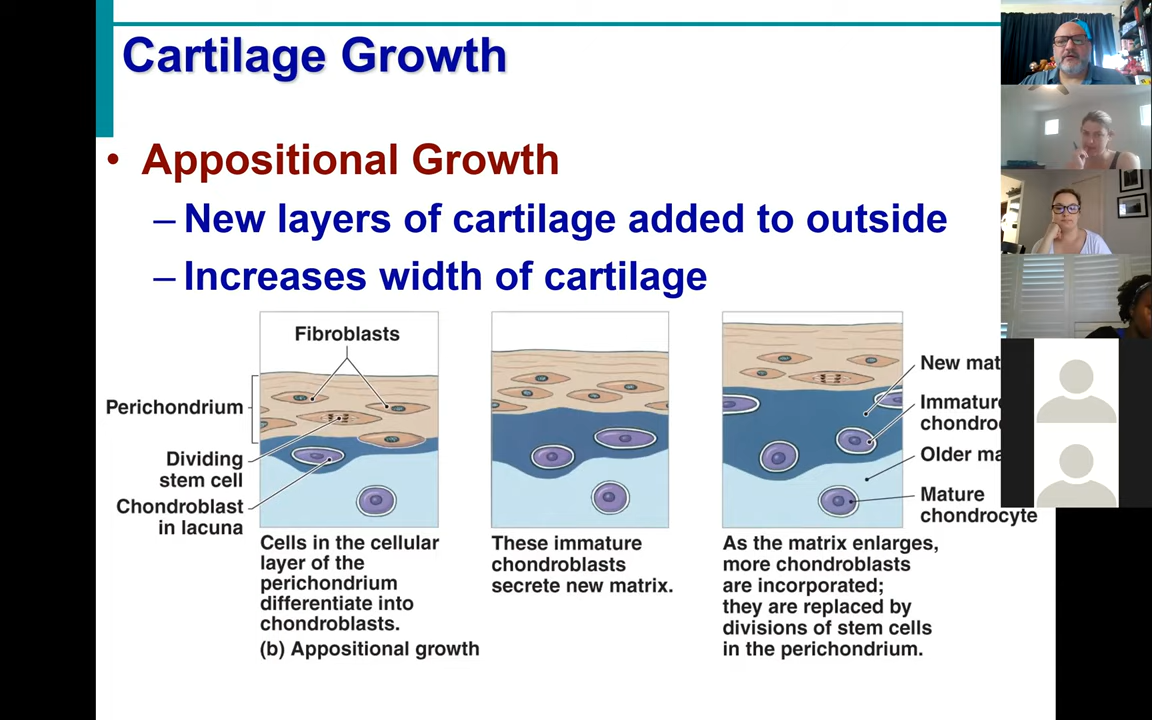 Cartilage Growth
• Appositional Growth
– New layers of cartilage added to outside
– Increases width of cartilage
Fibroblasts
Perichondrium
Dividing
stem cell
Chondroblast
in lacuna
New
Immature
Older
Mature
chondrocyte
Cells in the cellular
layer of the
perichondrium
differentiate into
chondroblasts.
These immature
chondroblasts
secrete new matrix.
As the matrix enlarges,
more chondroblasts
are incorporated;
they are replaced by
divisions of stem cells
in the perichondrium.
(b) Appositional growth